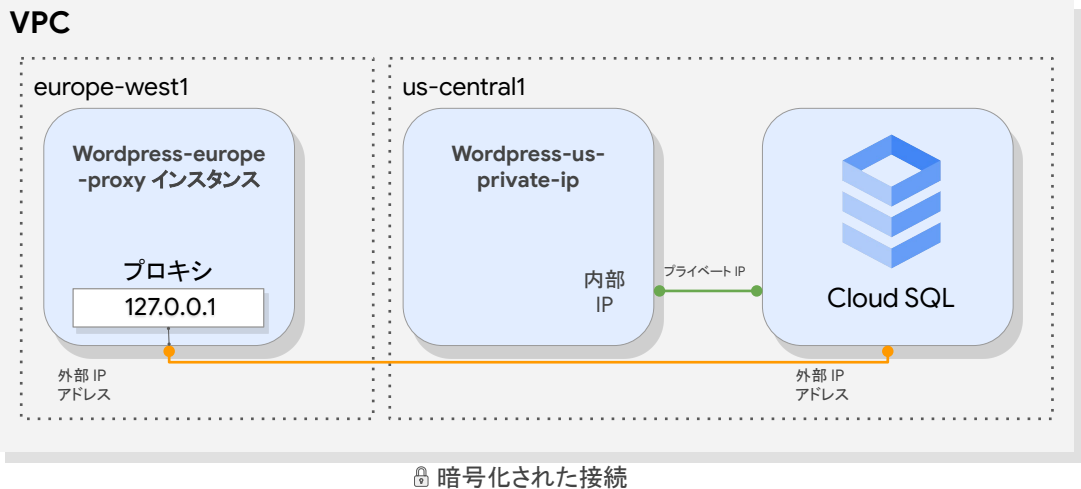 VPC
europe-west1
Wordpress-europe
-proxy インスタンス
プロキシ
127.0.0.1
外部 IP
アドレス
us-central1
Wordpress-us-
private-ip
内部
IP
プライベート IP
Cloud SQL
外部 IP
アドレス
暗号化された接続